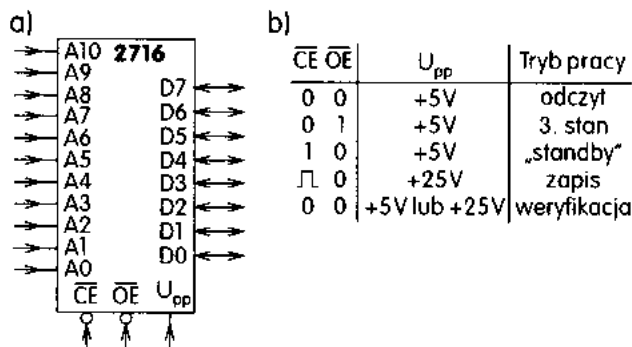 a)
A10 2716
A9
A8
A7
A6
A5
A4
A3
A2
A1
A0
D7
D6
D5
D4
D3
D2
D1
D0
CE OE Upp
b)
CE OE Upp Tryb pracy
0 0 +5V odczyt
0 1 +5V 3. stan
1 0 +5V „standby"
⎍ 0 +25V zapis
0 0 +5V lub +25V weryfikacja